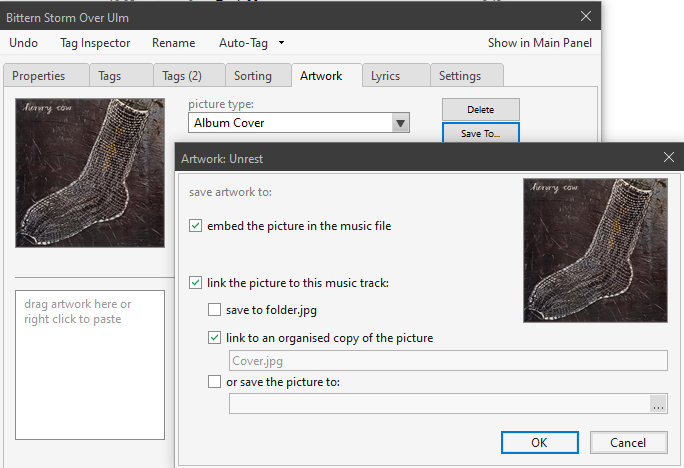 Bittern Storm Over Ulm
Undo Tag Inspector Rename Auto-Tag Show in Main Panel
Properties Tags Tags (2) Sorting Artwork Lyrics Settings
henry cow
picture type:
Album Cover
Delete
Save To...
Artwork: Unrest
save artwork to:
henry cow
embed the picture in the music file
link the picture to this music track:
save to folder.jpg
link to an organised copy of the picture
Cover.jpg
or save the picture to:
...
drag artwork here or
right click to paste
OK Cancel